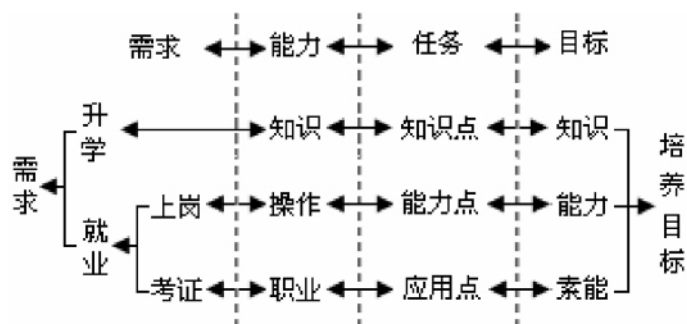 需求 能力 任务 目标
升学 知识 知识点 知识
需求
培养目标
上岗 操作 能力点 能力
就业
考证 职业 应用点 素能